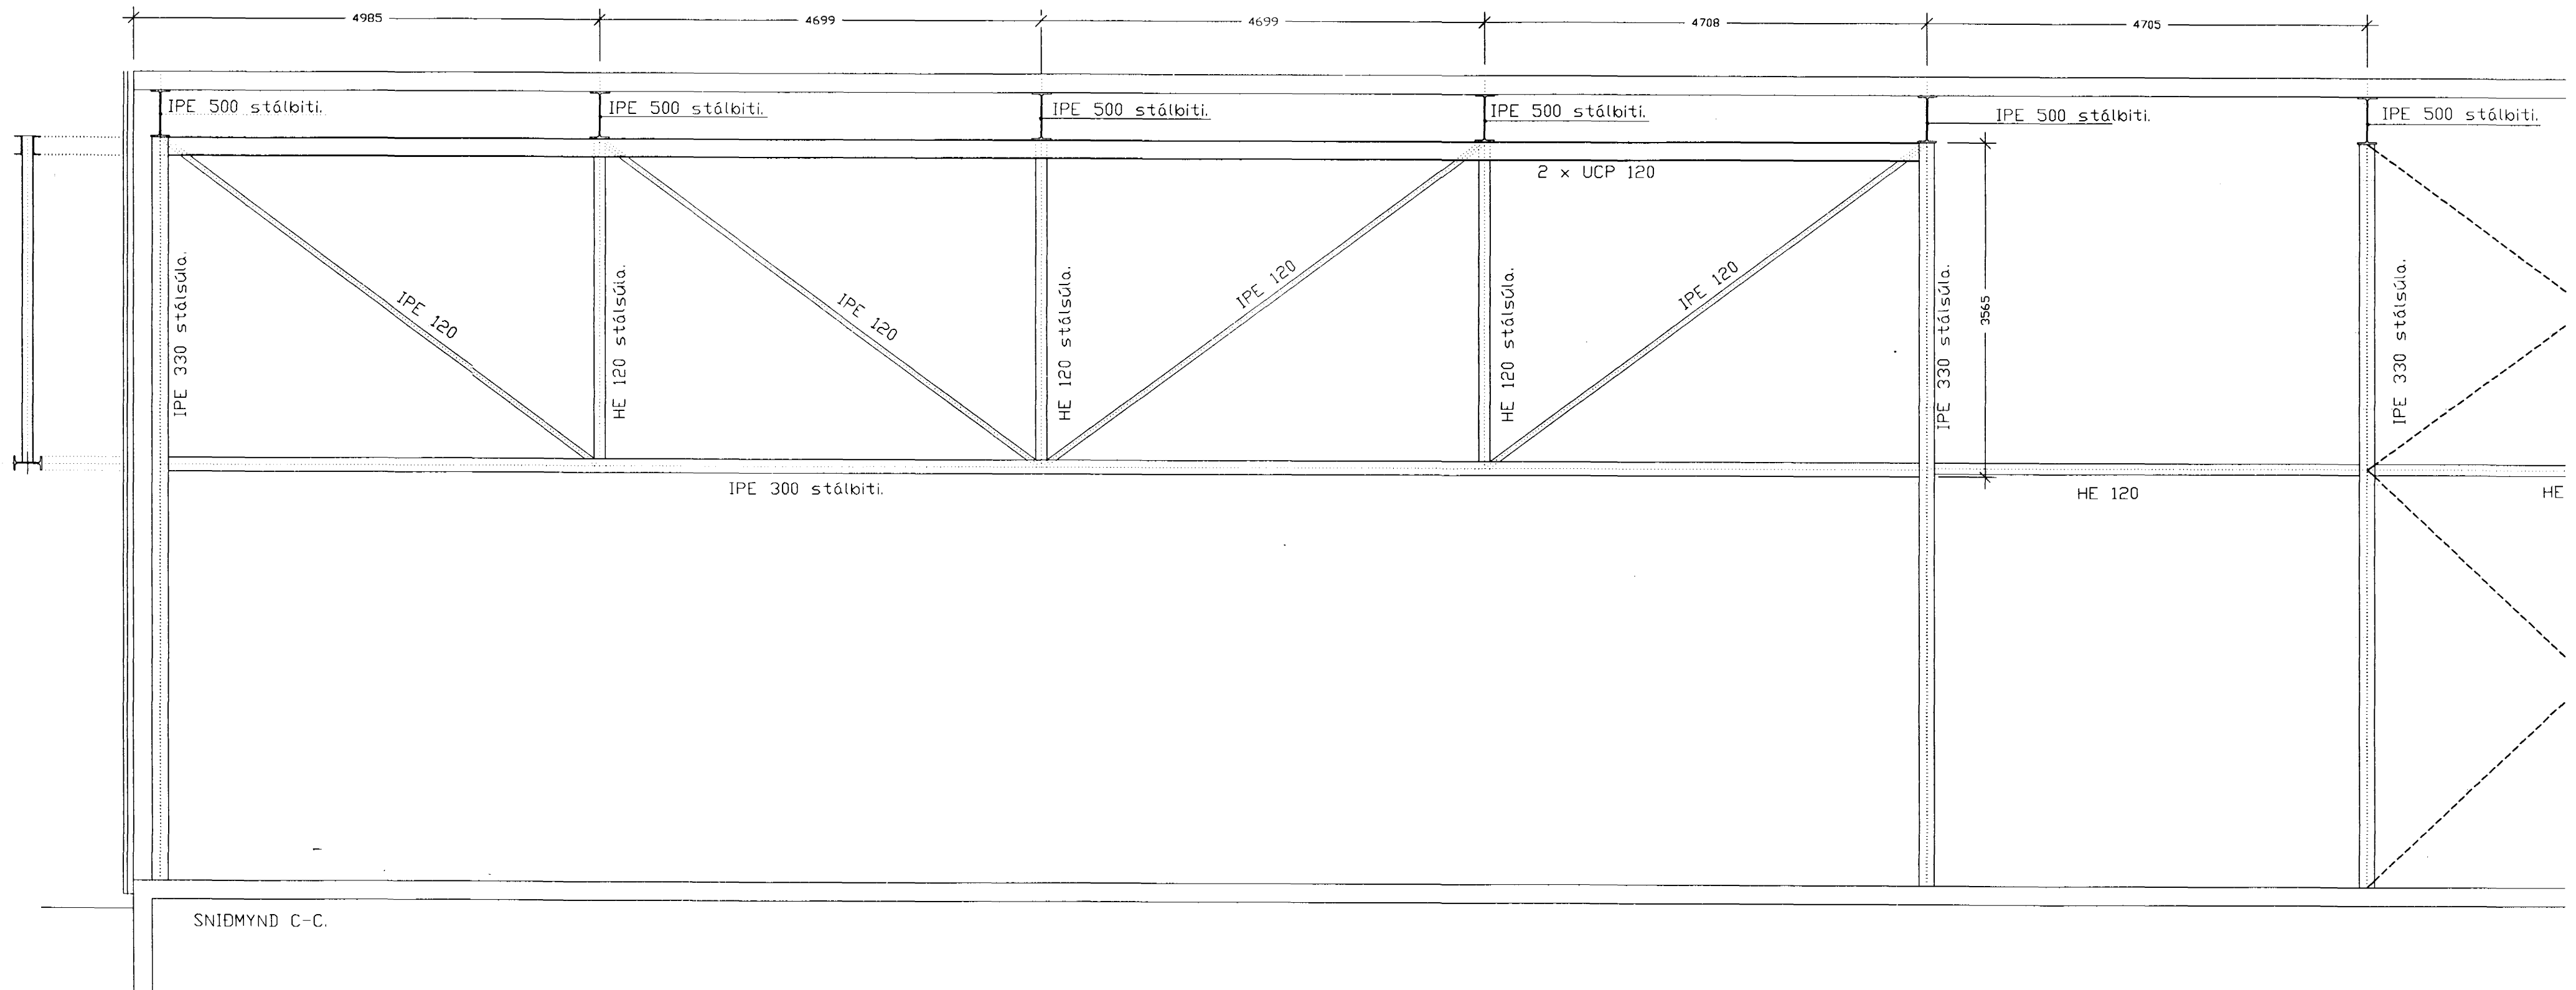 4985
4699
4699
4708
4705
IPE 500 stálbiti.
IPE 500 stálbiti.
IPE 500 stálbiti.
IPE 500 stálbiti.
IPE 500 stálbiti.
IPE 500 stálbiti.
2 x UCP 120
IPE 330 stálsúla.
IPE 120
HE 120 stálsúla.
IPE 120
HE 120 stálsúla.
IPE 120
HE 120 stálsúla.
IPE 120
IPE 330 stálsúla.
3565
IPE 330 stálsúla.
IPE 300 stálbiti.
HE 120
HE
SNIÐMYND C-C.